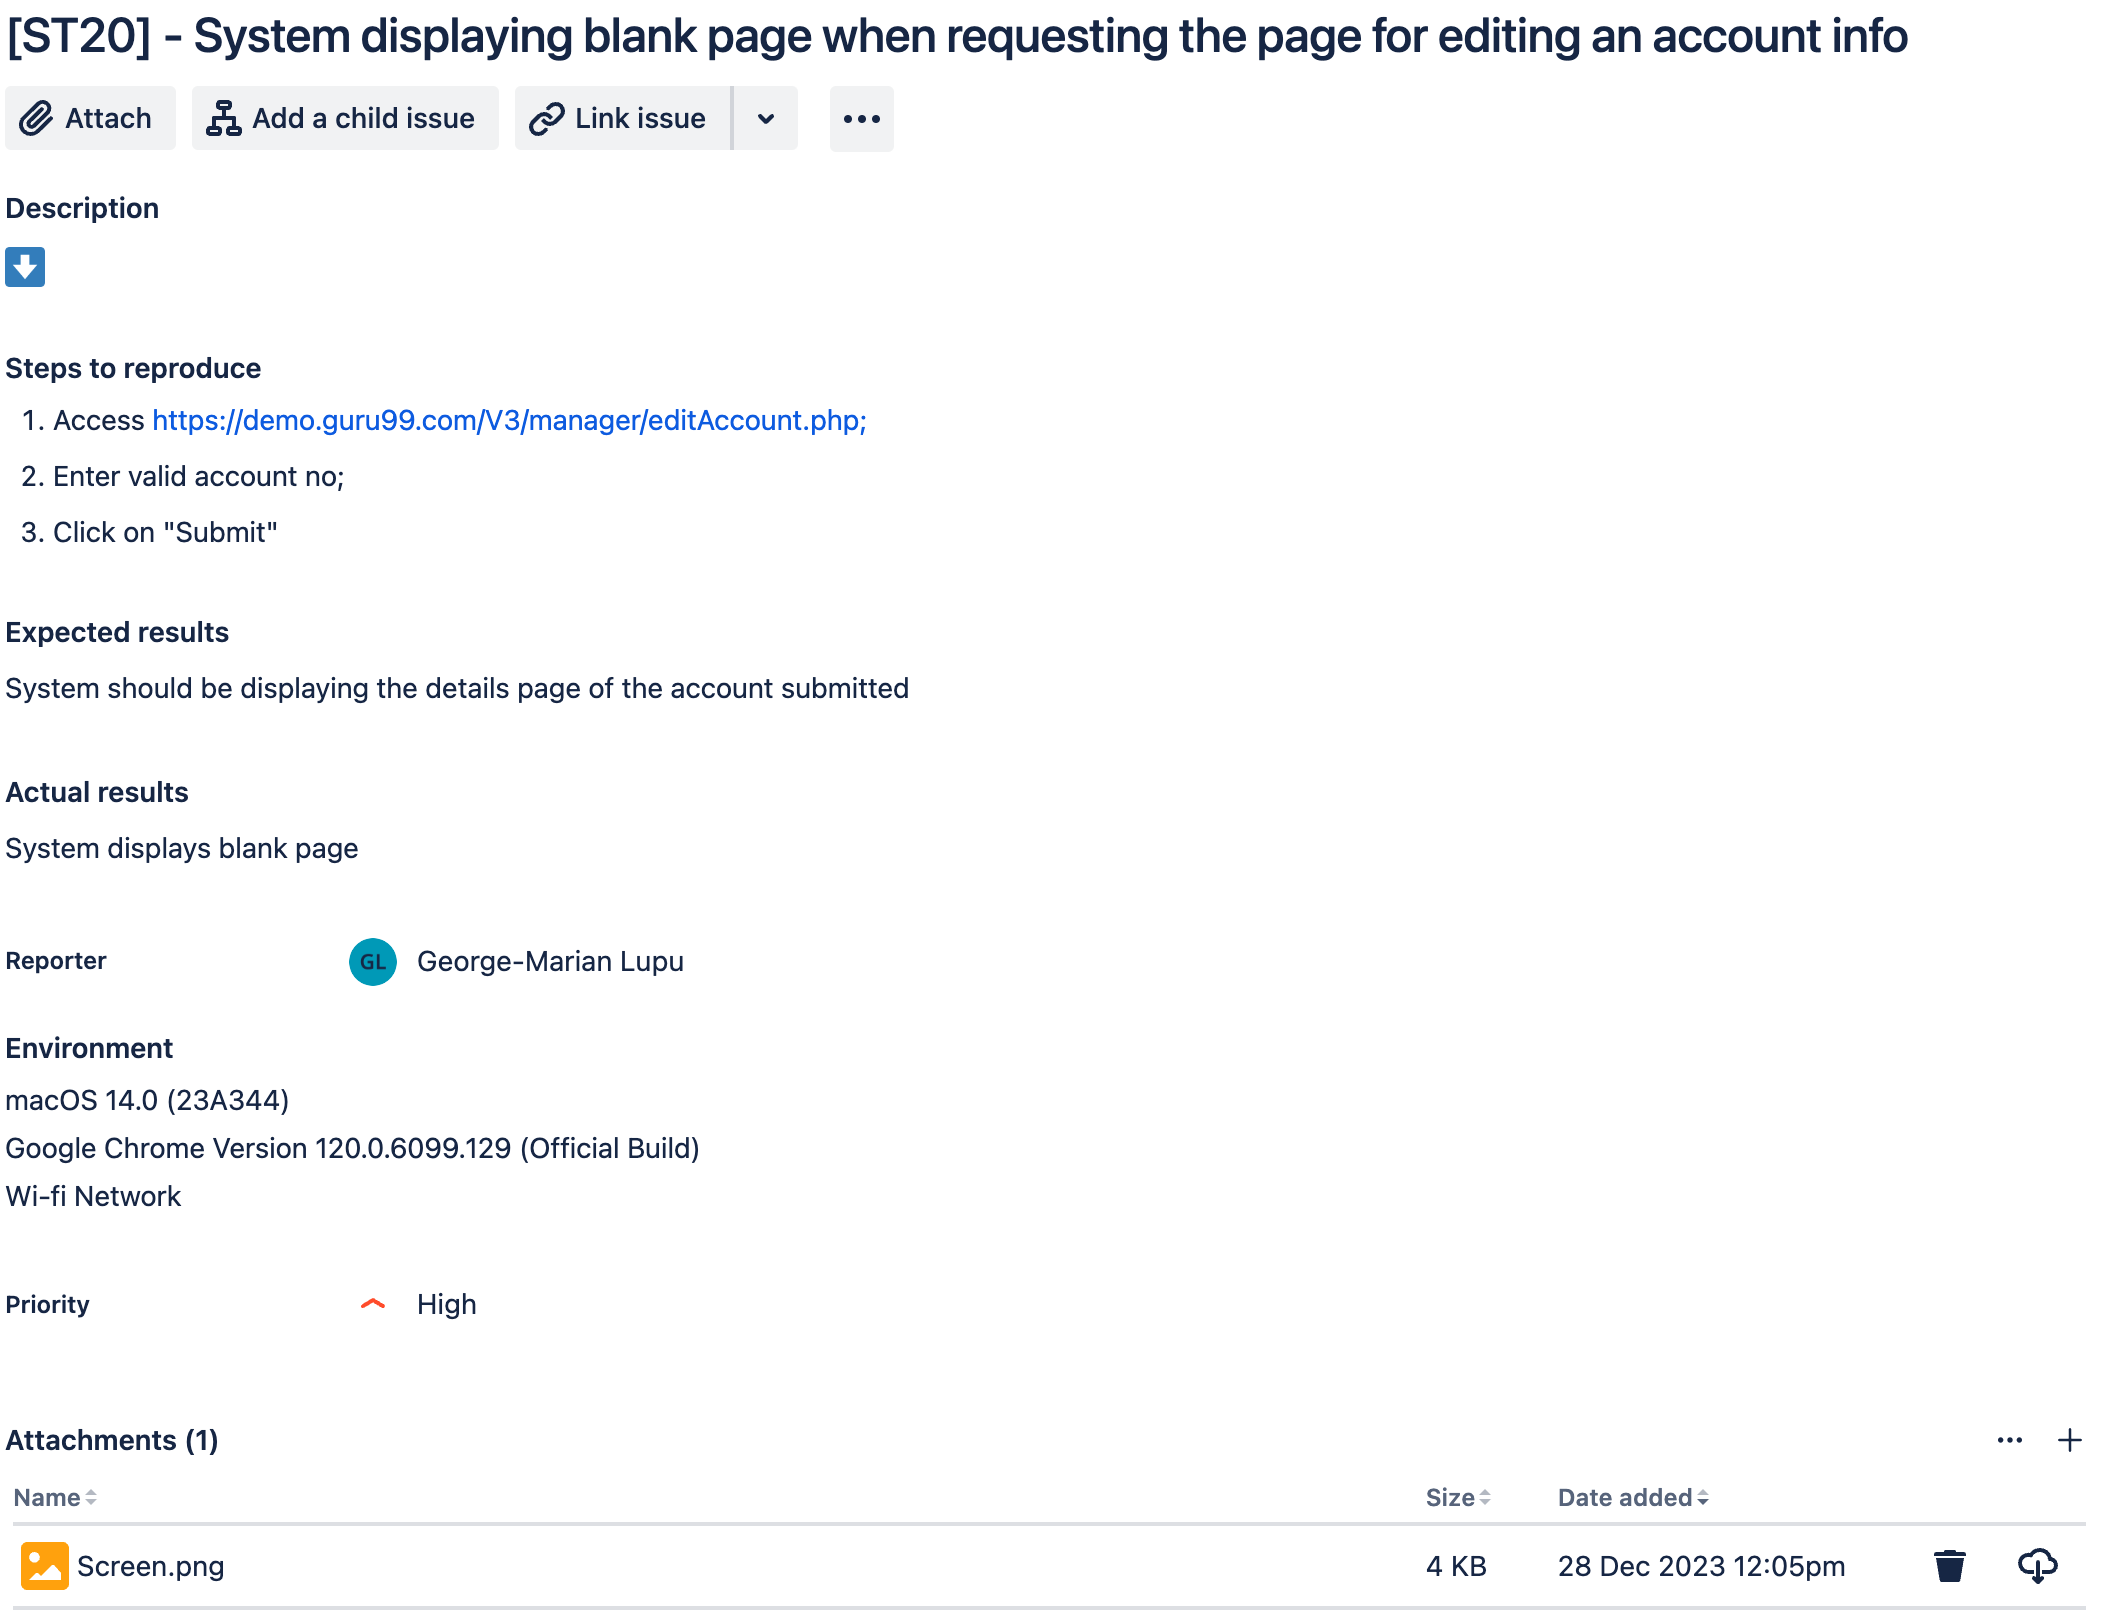 [ST20] - System displaying blank page when requesting the page for editing an account info
Attach
Add a child issue
Link issue
Description
Steps to reproduce
1. Access https://demo.guru99.com/V3/manager/editAccount.php;
2. Enter valid account no;
3. Click on "Submit"
Expected results
System should be displaying the details page of the account submitted
Actual results
System displays blank page
Reporter GL George-Marian Lupu
Environment
macOS 14.0 (23A344)
Google Chrome Version 120.0.6099.129 (Official Build)
Wi-fi Network
Priority High
Attachments (1)
Name Size Date added
Screen.png 4 KB 28 Dec 2023 12:05pm